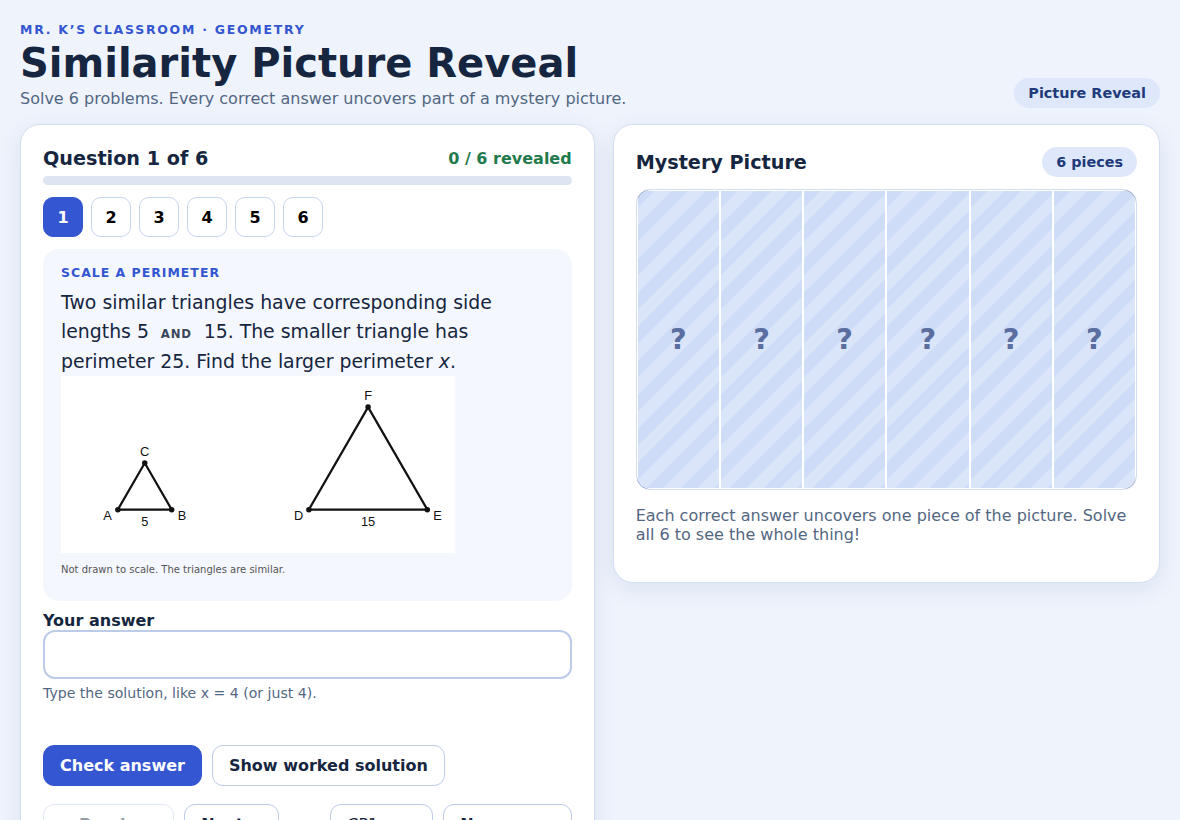 MR. K’S CLASSROOM · GEOMETRY
Similarity Picture Reveal
Solve 6 problems. Every correct answer uncovers part of a mystery picture.
Picture Reveal
Question 1 of 6
0 / 6 revealed
1 2 3 4 5 6
SCALE A PERIMETER
Two similar triangles have corresponding side
lengths 5 AND 15. The smaller triangle has
perimeter 25. Find the larger perimeter x.
F
C
A
B
D
E
5
15
Not drawn to scale. The triangles are similar.
Your answer
Type the solution, like x = 4 (or just 4).
Check answer
Show worked solution
Mystery Picture
6 pieces
? ? ? ? ? ?
Each correct answer uncovers one piece of the picture. Solve
all 6 to see the whole thing!